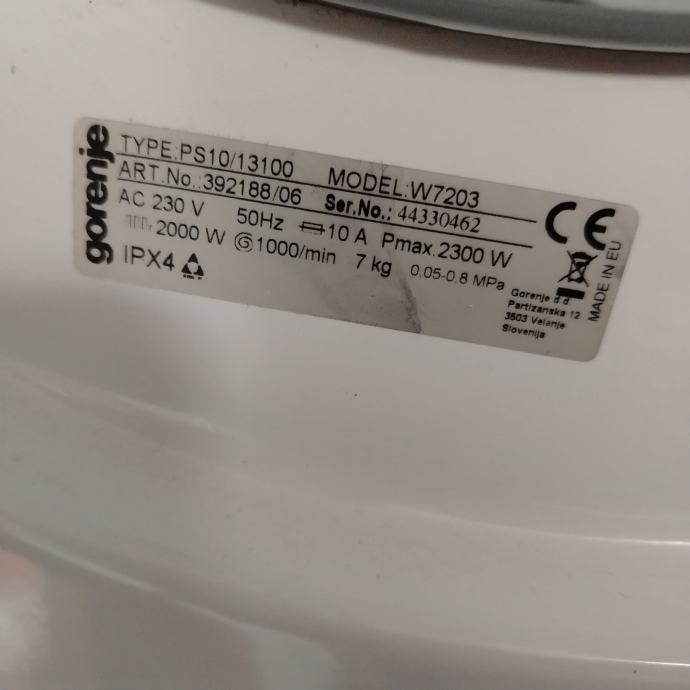 gorenje
TYPE:PS10/13100 MODEL:W7203
ART.No.:392188/06 Ser.No.: 44330462
AC 230 V 50Hz 10 A Pmax.2300 W
2000 W 1000/min 7 kg 0.05-0.8 MPa
IPX4
CE
MADE IN EU
Gorenje d.d.
Partizanska 12
3503 Velenje
Slovenija